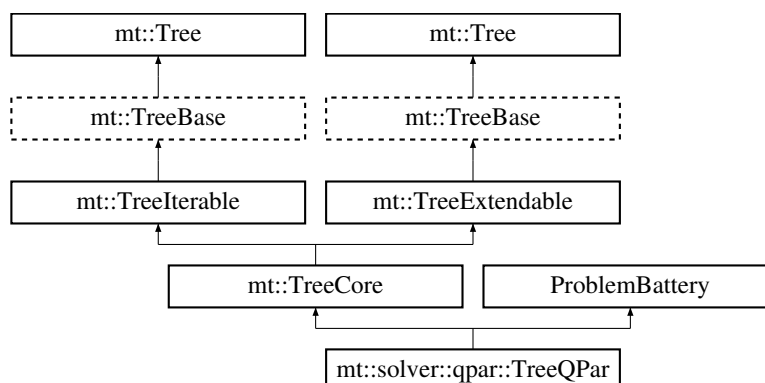 mt::Tree
mt::Tree
mt::TreeBase
mt::TreeBase
mt::TreeIterable
mt::TreeExtendable
mt::TreeCore
ProblemBattery
mt::solver::qpar::TreeQPar